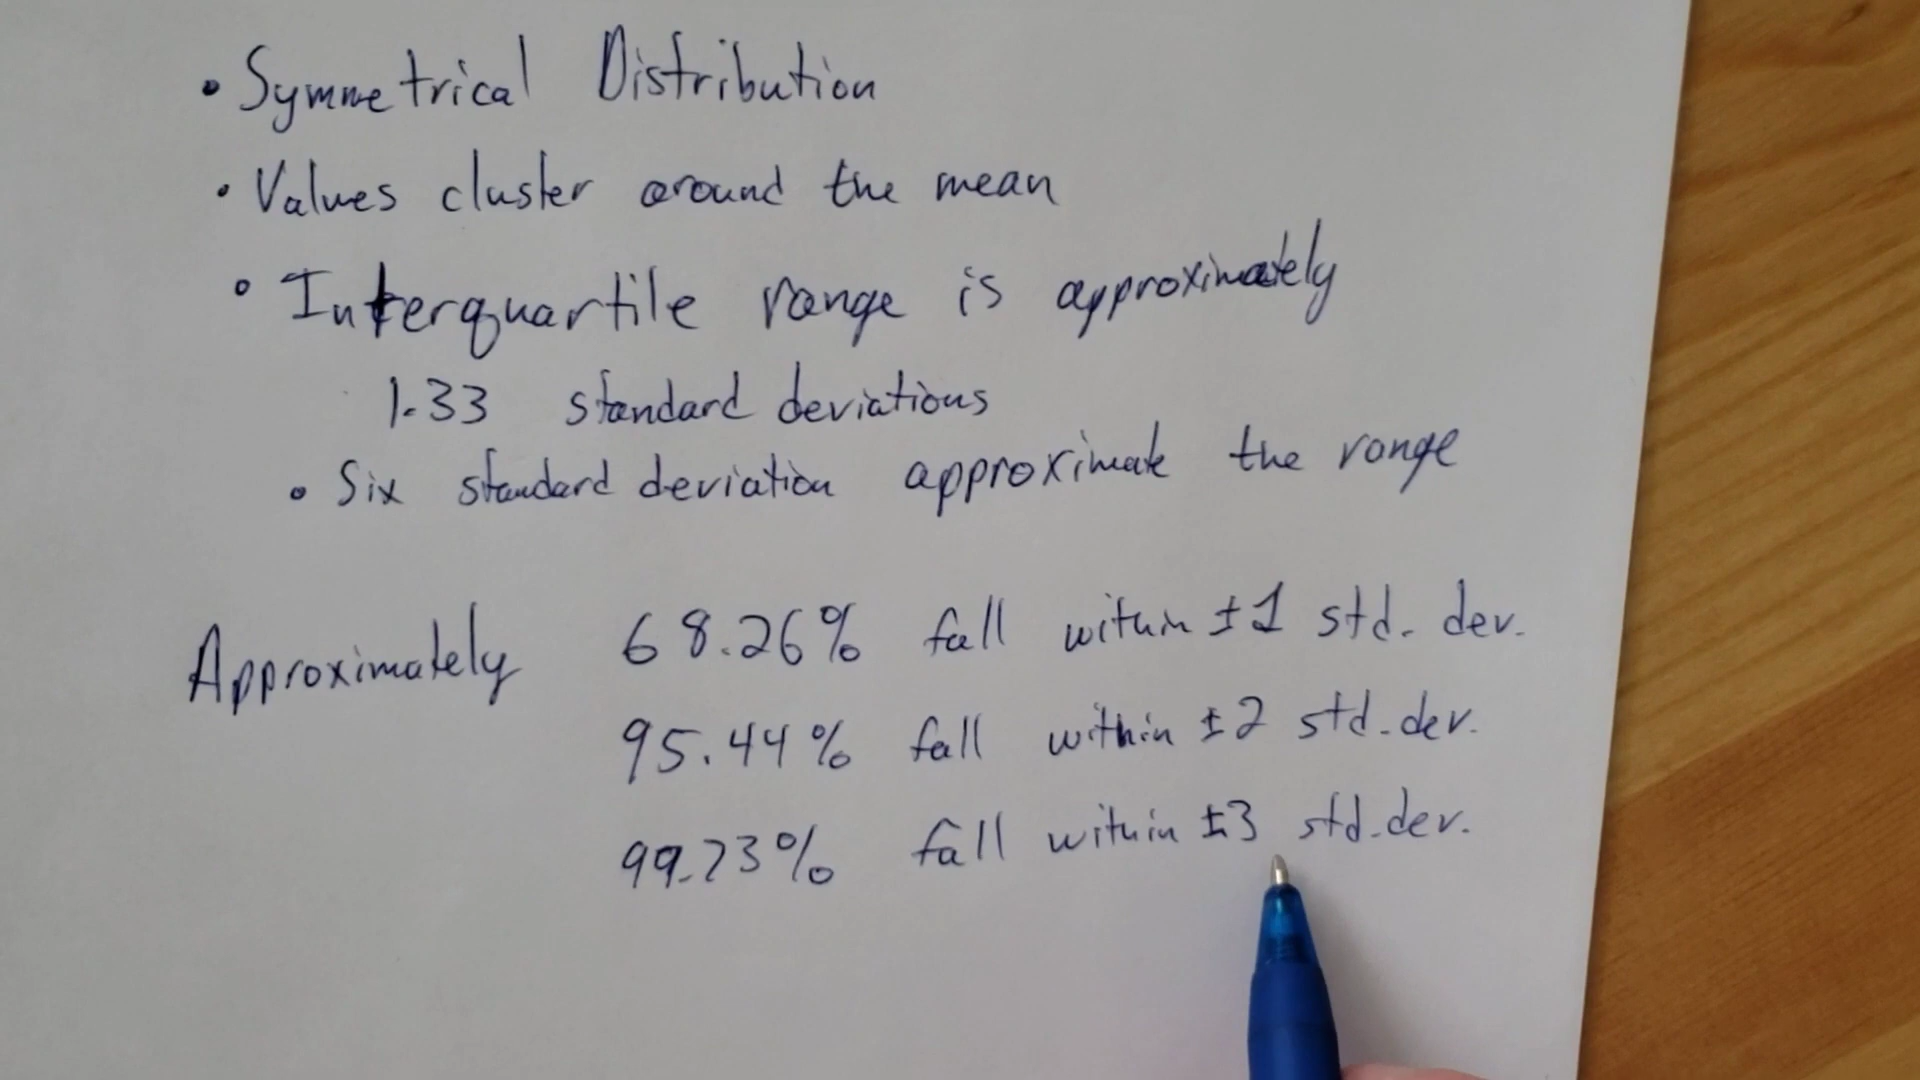 • Symmetrical Distribution
• Values cluster around the mean
• Interquartile range is approximately
1.33 standard deviations
• Six standard deviation approximate the range
Approximately 68.26% fall within ±1 std. dev.
95.44% fall within ±2 std. dev.
99.73% fall within ±3 std. dev.